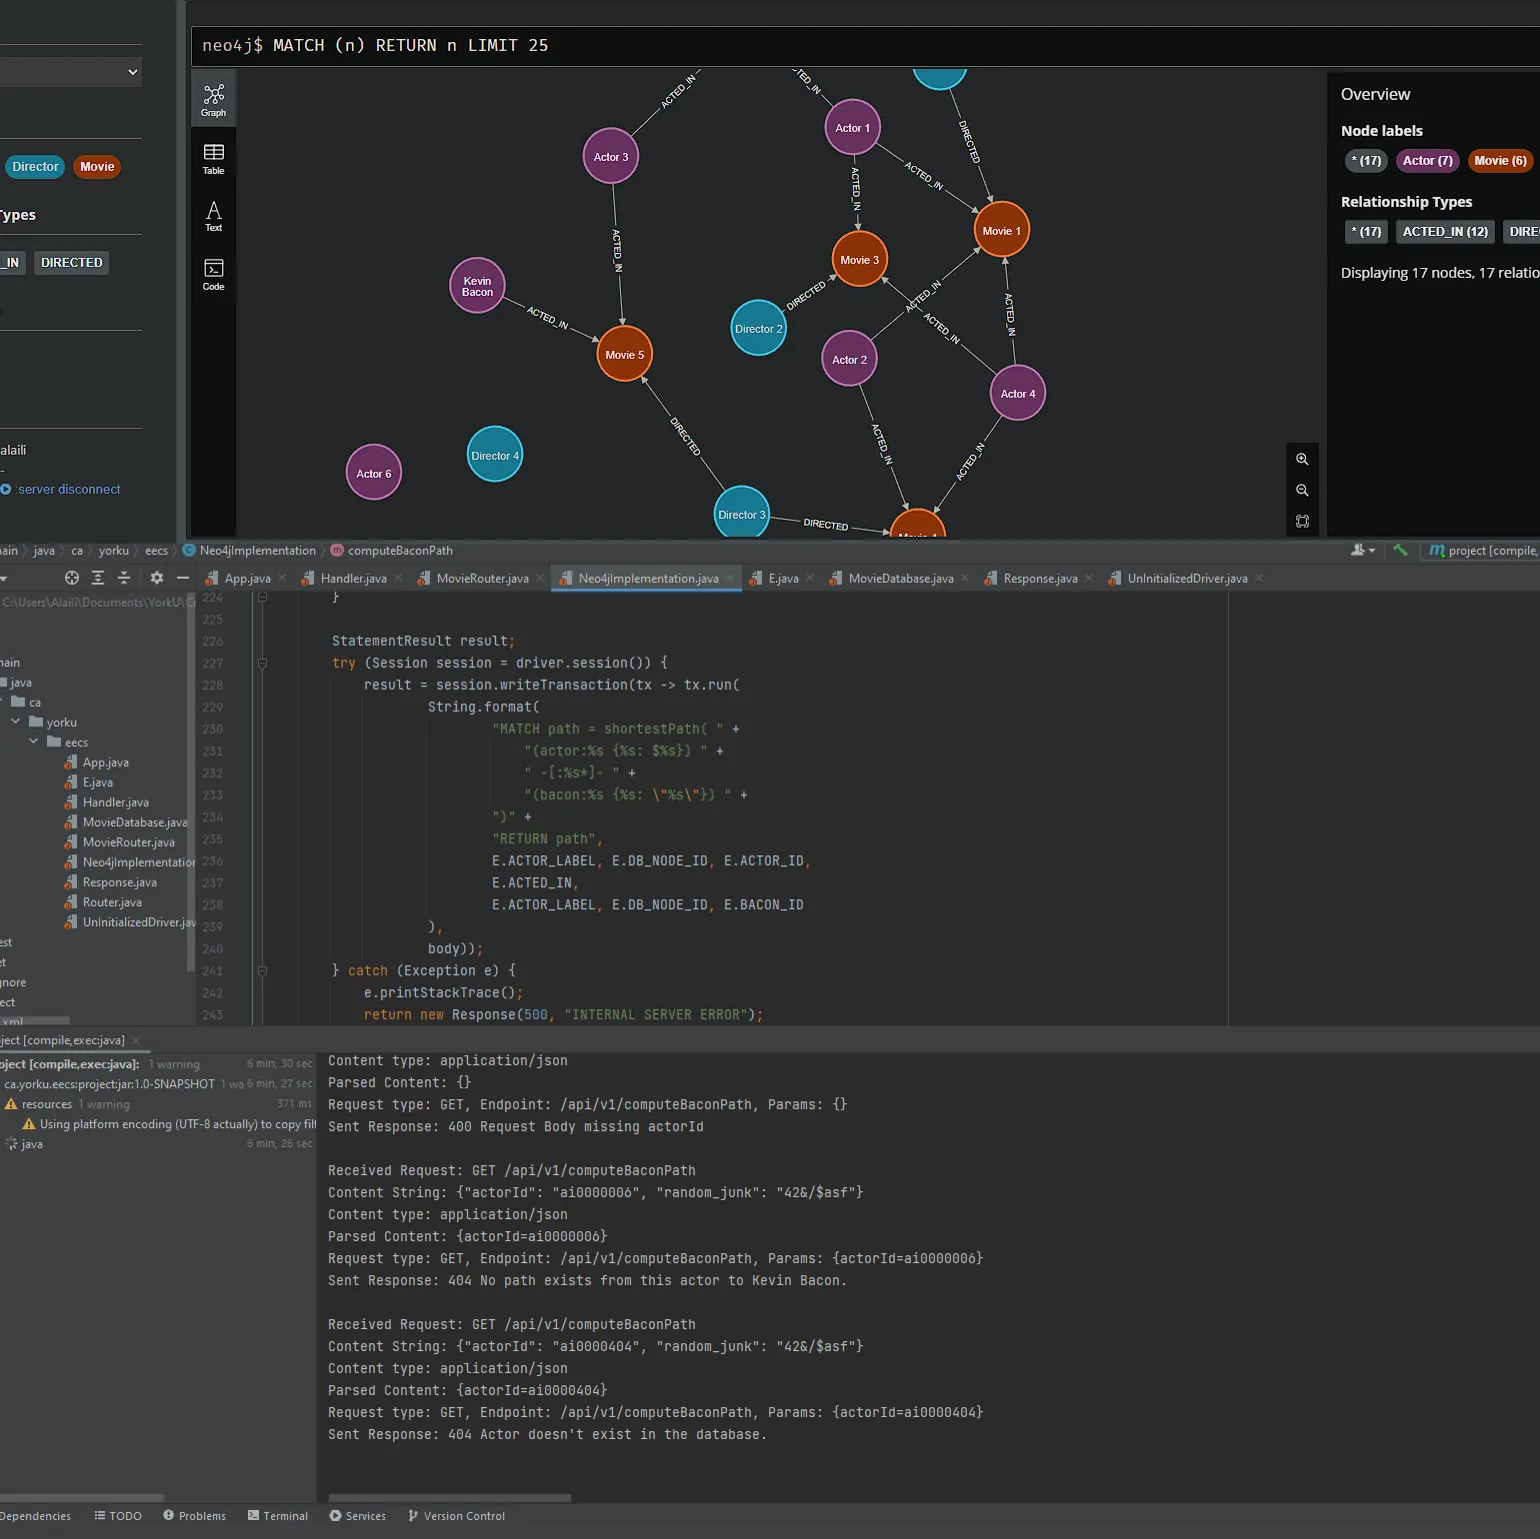 neo4j$ MATCH (n) RETURN n LIMIT 25
Graph
Table
Text
Code
Director Movie
Types
_IN DIRECTED
alaili
-
:server disconnect
ACTED_IN
ACTED_IN
Actor 1
DIRECTED
Actor 3
ACTED_IN
ACTED_IN
ACTED_IN
Movie 1
Movie 3
Kevin Bacon
ACTED_IN
DIRECTED
ACTED_IN
ACTED_IN
ACTED_IN
Director 2
Movie 5
Actor 2
Actor 4
DIRECTED
ACTED_IN
ACTED_IN
Director 4
Actor 6
Director 3
DIRECTED
Movie 4
Overview
Node labels
* (17) Actor (7) Movie (6)
Relationship Types
* (17) ACTED_IN (12) DIRE
Displaying 17 nodes, 17 relatio
ain java ca yorku eecs Neo4jImplementation computeBaconPath
project [compile,
App.java Handler.java MovieRouter.java Neo4jImplementation.java E.java MovieDatabase.java Response.java UnInitializedDriver.java
C:\Users\Alaili\Documents\YorkU\C
main
java
ca
yorku
eecs
App.java
E.java
Handler.java
MovieDatabase.java
MovieRouter.java
Neo4jImplementation
Response.java
Router.java
UnInitializedDriver.jav
est
et
gnore
ect
.xml
224 }
225
226 StatementResult result;
227 try (Session session = driver.session()) {
228 result = session.writeTransaction(tx -> tx.run(
229 String.format(
230 "MATCH path = shortestPath( " +
231 "(actor:%s {%s: $%s}) " +
232 " -[:%s*]- " +
233 "(bacon:%s {%s: \"%s\"}) " +
234 ")" +
235 "RETURN path",
236 E.ACTOR_LABEL, E.DB_NODE_ID, E.ACTOR_ID,
237 E.ACTED_IN,
238 E.ACTOR_LABEL, E.DB_NODE_ID, E.BACON_ID
239 ),
240 body));
241 } catch (Exception e) {
242 e.printStackTrace();
243 return new Response(500, "INTERNAL SERVER ERROR");
ject [compile,exec:java]
oject [compile,exec:java]: 1 warning 6 min, 30 sec
ca.yorku.eecs:project:jar:1.0-SNAPSHOT 1 wa 6 min, 27 sec
resources 1 warning 371 ms
Using platform encoding (UTF-8 actually) to copy filt
java 6 min, 26 sec
Content type: application/json
Parsed Content: {}
Request type: GET, Endpoint: /api/v1/computeBaconPath, Params: {}
Sent Response: 400 Request Body missing actorId
Received Request: GET /api/v1/computeBaconPath
Content String: {"actorId": "ai0000006", "random_junk": "42&/$asf"}
Content type: application/json
Parsed Content: {actorId=ai0000006}
Request type: GET, Endpoint: /api/v1/computeBaconPath, Params: {actorId=ai0000006}
Sent Response: 404 No path exists from this actor to Kevin Bacon.
Received Request: GET /api/v1/computeBaconPath
Content String: {"actorId": "ai0000404", "random_junk": "42&/$asf"}
Content type: application/json
Parsed Content: {actorId=ai0000404}
Request type: GET, Endpoint: /api/v1/computeBaconPath, Params: {actorId=ai0000404}
Sent Response: 404 Actor doesn't exist in the database.
Dependencies TODO Problems Terminal Services Version Control